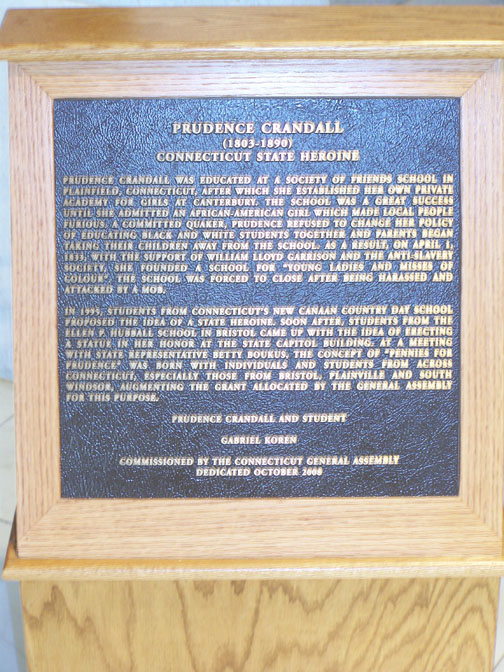 PRUDENCE CRANDALL
(1803-1890)
CONNECTICUT STATE HEROINE
PRUDENCE CRANDALL WAS EDUCATED AT A SOCIETY OF FRIENDS SCHOOL IN
PLAINFIELD, CONNECTICUT, AFTER WHICH SHE ESTABLISHED HER OWN PRIVATE
ACADEMY FOR GIRLS AT CANTERBURY. THE SCHOOL WAS A GREAT SUCCESS
UNTIL SHE ADMITTED AN AFRICAN-AMERICAN GIRL WHICH MADE LOCAL PEOPLE
FURIOUS. A COMMITTED QUAKER, PRUDENCE REFUSED TO CHANGE HER POLICY
OF EDUCATING BLACK AND WHITE STUDENTS TOGETHER AND PARENTS BEGAN
TAKING THEIR CHILDREN AWAY FROM THE SCHOOL. AS A RESULT, ON APRIL 1,
1833, WITH THE SUPPORT OF WILLIAM LLOYD GARRISON AND THE ANTI-SLAVERY
SOCIETY, SHE FOUNDED A SCHOOL FOR "YOUNG LADIES AND MISSES OF
COLOUR". THE SCHOOL WAS FORCED TO CLOSE AFTER BEING HARASSED AND
ATTACKED BY A MOB.
IN 1995, STUDENTS FROM CONNECTICUT'S NEW CANAAN COUNTRY DAY SCHOOL
PROPOSED THE IDEA OF A STATE HEROINE. SOON AFTER, STUDENTS FROM THE
ELLEN P. HUBBALL SCHOOL IN BRISTOL CAME UP WITH THE IDEA OF ERECTING
A STATUE IN HER HONOR AT THE STATE CAPITOL BUILDING. AT A MEETING
WITH STATE REPRESENTATIVE BETTY BOUKUS, THE CONCEPT OF "PENNIES FOR
PRUDENCE" WAS BORN WITH INDIVIDUALS AND STUDENTS FROM ACROSS
CONNECTICUT, ESPECIALLY THOSE FROM BRISTOL, PLAINVILLE AND SOUTH
WINDSOR, AUGMENTING THE GRANT ALLOCATED BY THE GENERAL ASSEMBLY
FOR THIS PURPOSE.
PRUDENCE CRANDALL AND STUDENT
GABRIEL KOREN
COMMISSIONED BY THE CONNECTICUT GENERAL ASSEMBLY
DEDICATED OCTOBER 2008